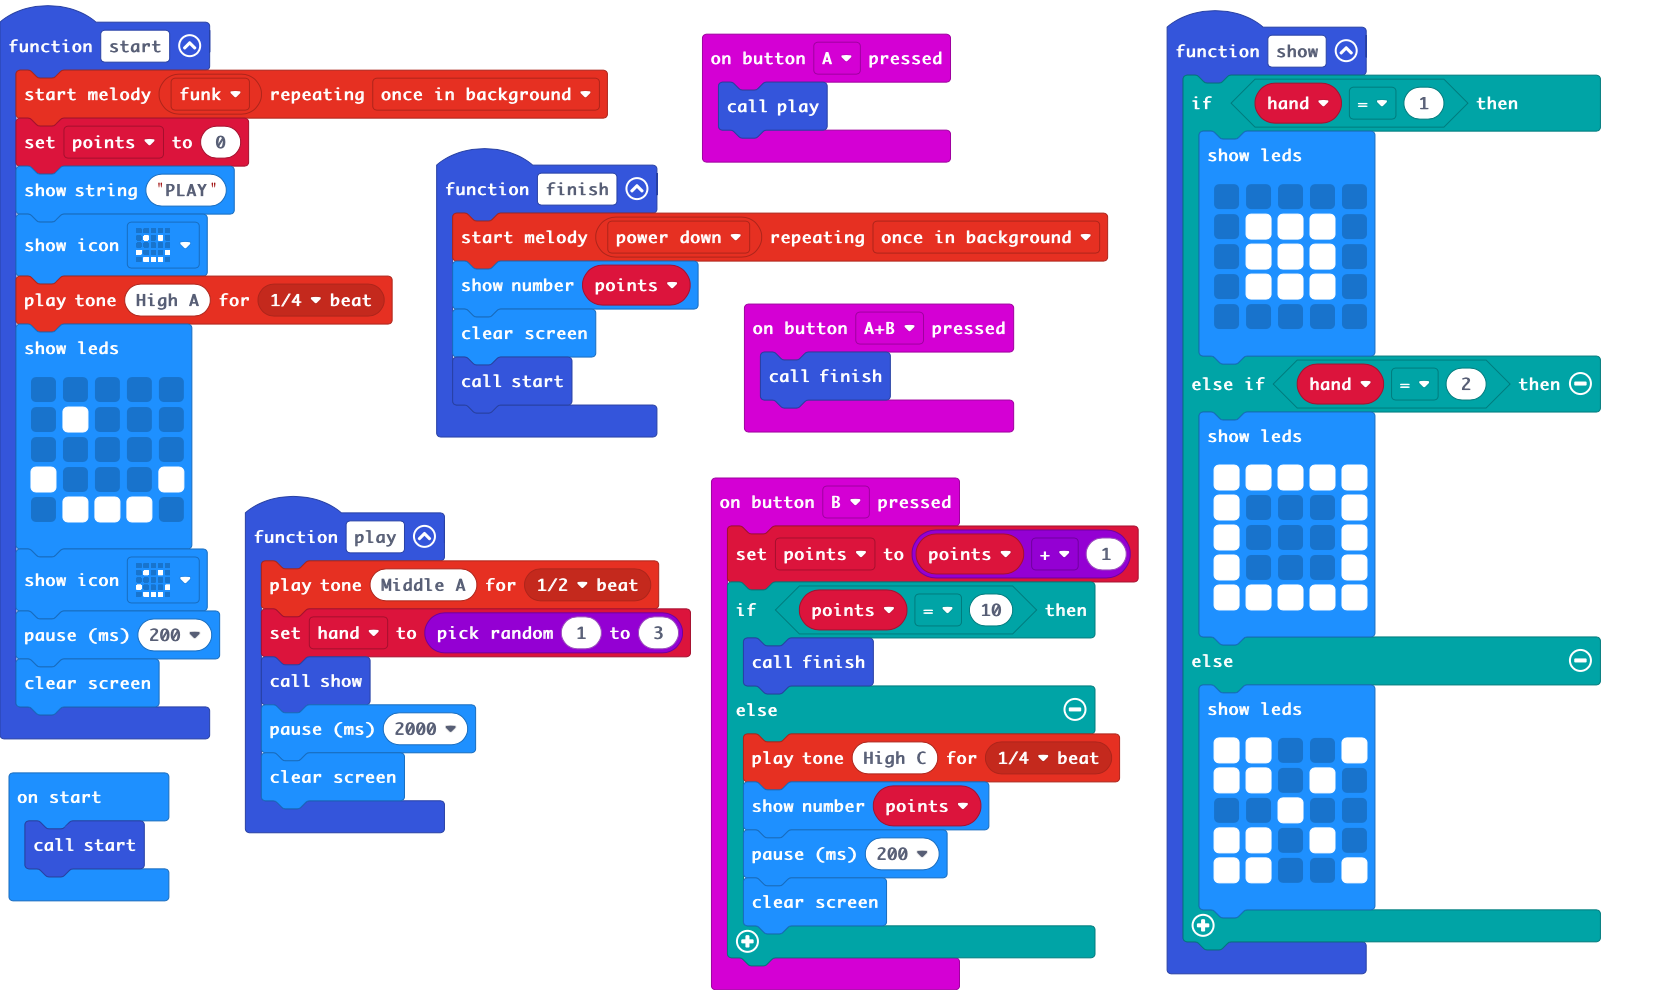 function start
start melody funk repeating once in background
set points to 0
show string "PLAY"
show icon
play tone High A for 1/4 beat
show leds
show icon
pause (ms) 200
clear screen
on start
call start
function finish
start melody power down repeating once in background
show number points
clear screen
call start
function play
play tone Middle A for 1/2 beat
set hand to pick random 1 to 3
call show
pause (ms) 2000
clear screen
on button A pressed
call play
on button A+B pressed
call finish
on button B pressed
set points to points + 1
if points = 10 then
call finish
else
play tone High C for 1/4 beat
show number points
pause (ms) 200
clear screen
function show
if hand = 1 then
show leds
else if hand = 2 then
show leds
else
show leds